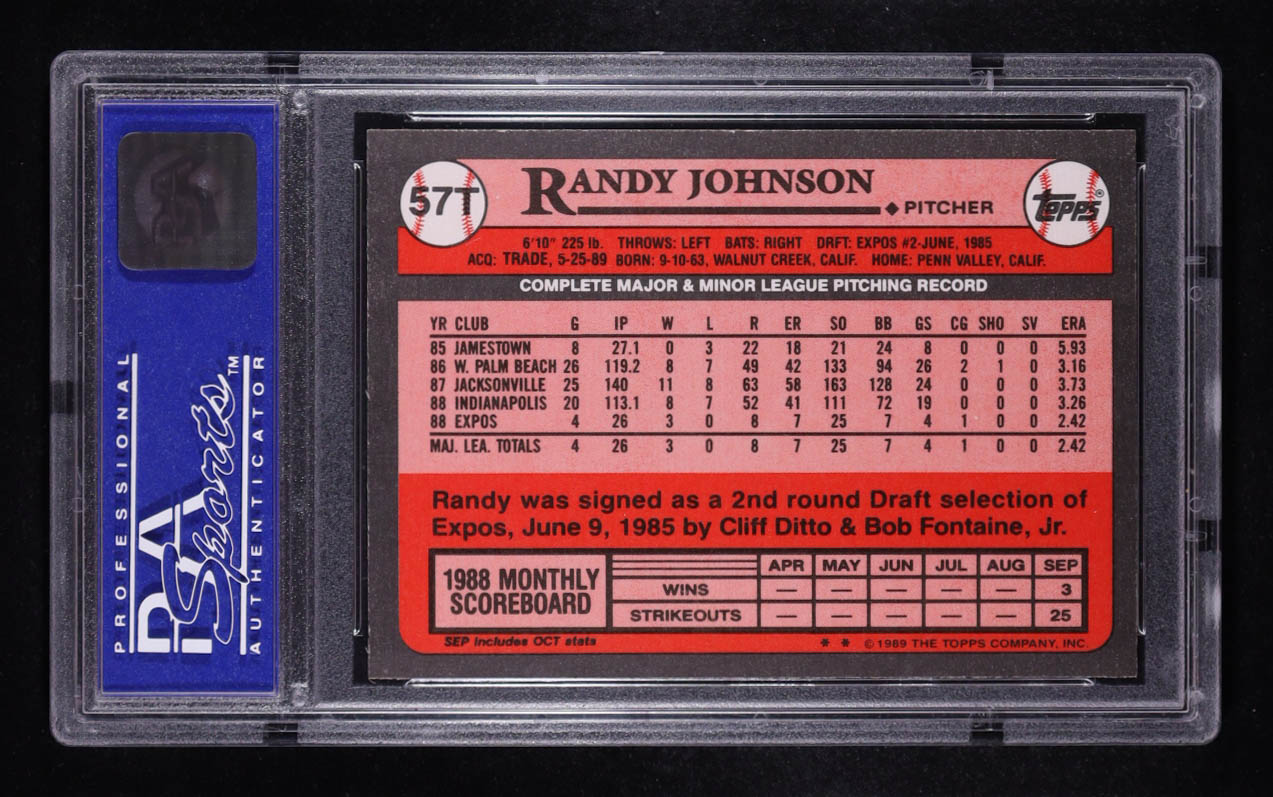 57T
RANDY JOHNSON
◆ PITCHER
TOPPS®
6'10" 225 lb. THROWS: LEFT BATS: RIGHT DRFT: EXPOS #2-JUNE, 1985
ACQ: TRADE, 5-25-89 BORN: 9-10-63, WALNUT CREEK, CALIF. HOME: PENN VALLEY, CALIF.
COMPLETE MAJOR & MINOR LEAGUE PITCHING RECORD
YR CLUB G IP W L R ER SO BB GS CG SHO SV ERA
85 JAMESTOWN 8 27.1 0 3 22 18 21 24 8 0 0 0 5.93
86 W. PALM BEACH 26 119.2 8 7 49 42 133 94 26 2 1 0 3.16
87 JACKSONVILLE 25 140 11 8 63 58 163 128 24 0 0 0 3.73
88 INDIANAPOLIS 20 113.1 8 7 52 41 111 72 19 0 0 0 3.26
88 EXPOS 4 26 3 0 8 7 25 7 4 1 0 0 2.42
MAJ. LEA. TOTALS 4 26 3 0 8 7 25 7 4 1 0 0 2.42
Randy was signed as a 2nd round Draft selection of
Expos, June 9, 1985 by Cliff Ditto & Bob Fontaine, Jr.
1988 MONTHLY
SCOREBOARD
APR MAY JUN JUL AUG SEP
WINS — — — — — 3
STRIKEOUTS — — — — — 25
SEP includes OCT stats
* * © 1989 THE TOPPS COMPANY, INC.
PROFESSIONAL
PSA
Sports™
AUTHENTICATOR